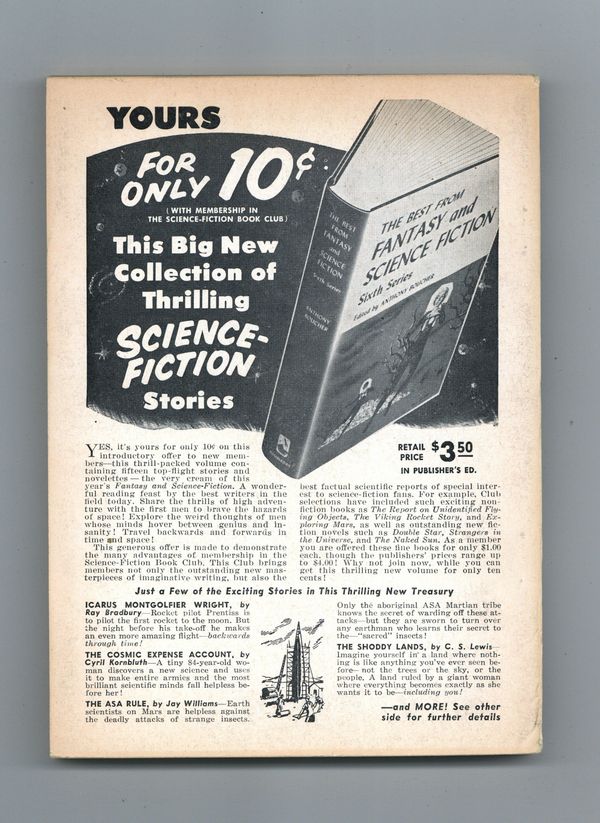 YOURS
FOR
ONLY 10¢
(WITH MEMBERSHIP IN
THE SCIENCE-FICTION BOOK CLUB)
This Big New
Collection of
Thrilling
SCIENCE-
FICTION
Stories
THE BEST
FROM
FANTASY
and
SCIENCE
FICTION
Sixth Series
ANTHONY
BOUCHER
THE BEST FROM
FANTASY and
SCIENCE FICTION
Sixth Series
Edited by ANTHONY BOUCHER
RETAIL
PRICE $3.50
IN PUBLISHER'S ED.
YES, it's yours for only 10¢ on this
introductory offer to new mem-
bers—this thrill-packed volume con-
taining fifteen top-flight stories and
novelettes — the very cream of this
year's Fantasy and Science-Fiction. A wonder-
ful reading feast by the best writers in the
field today. Share the thrills of high adven-
ture with the first men to brave the hazards
of space! Explore the weird thoughts of men
whose minds hover between genius and in-
sanity! Travel backwards and forwards in
time and space!
This generous offer is made to demonstrate
the many advantages of membership in the
Science-Fiction Book Club. This Club brings
members not only the outstanding new mas-
terpieces of imaginative writing, but also the
best factual scientific reports of special inter-
est to science-fiction fans. For example, Club
selections have included such exciting non-
fiction books as The Report on Unidentified Fly-
ing Objects, The Viking Rocket Story, and Ex-
ploring Mars, as well as outstanding new fic-
tion novels such as Double Star, Strangers in
the Universe, and The Naked Sun. As a member
you are offered these fine books for only $1.00
each, though the publishers' prices range up
to $4.00! Why not join now, while you can
get this thrilling new volume for only ten
cents!
Just a Few of the Exciting Stories in This Thrilling New Treasury
ICARUS MONTGOLFIER WRIGHT, by
Ray Bradbury—Rocket pilot Prentiss is
to pilot the first rocket to the moon. But
the night before his take-off he makes
an even more amazing flight—backwards
through time!
THE COSMIC EXPENSE ACCOUNT, by
Cyril Kornbluth—A tiny 84-year-old wo-
man discovers a new science and uses
it to make entire armies and the most
brilliant scientific minds fall helpless be-
fore her!
THE ASA RULE, by Jay Williams—Earth
scientists on Mars are helpless against
the deadly attacks of strange insects.
Only the aboriginal ASA Martian tribe
knows the secret of warding off these at-
tacks—but they are sworn to turn over
any earthman who learns their secret to
the—"sacred" insects!
THE SHODDY LANDS, by C. S. Lewis—
Imagine yourself in a land where noth-
ing is like anything you've ever seen be-
fore—not the trees or the sky, or the
people. A land ruled by a giant woman
where everything becomes exactly as she
wants it to be—including you!
—and MORE! See other
side for further details